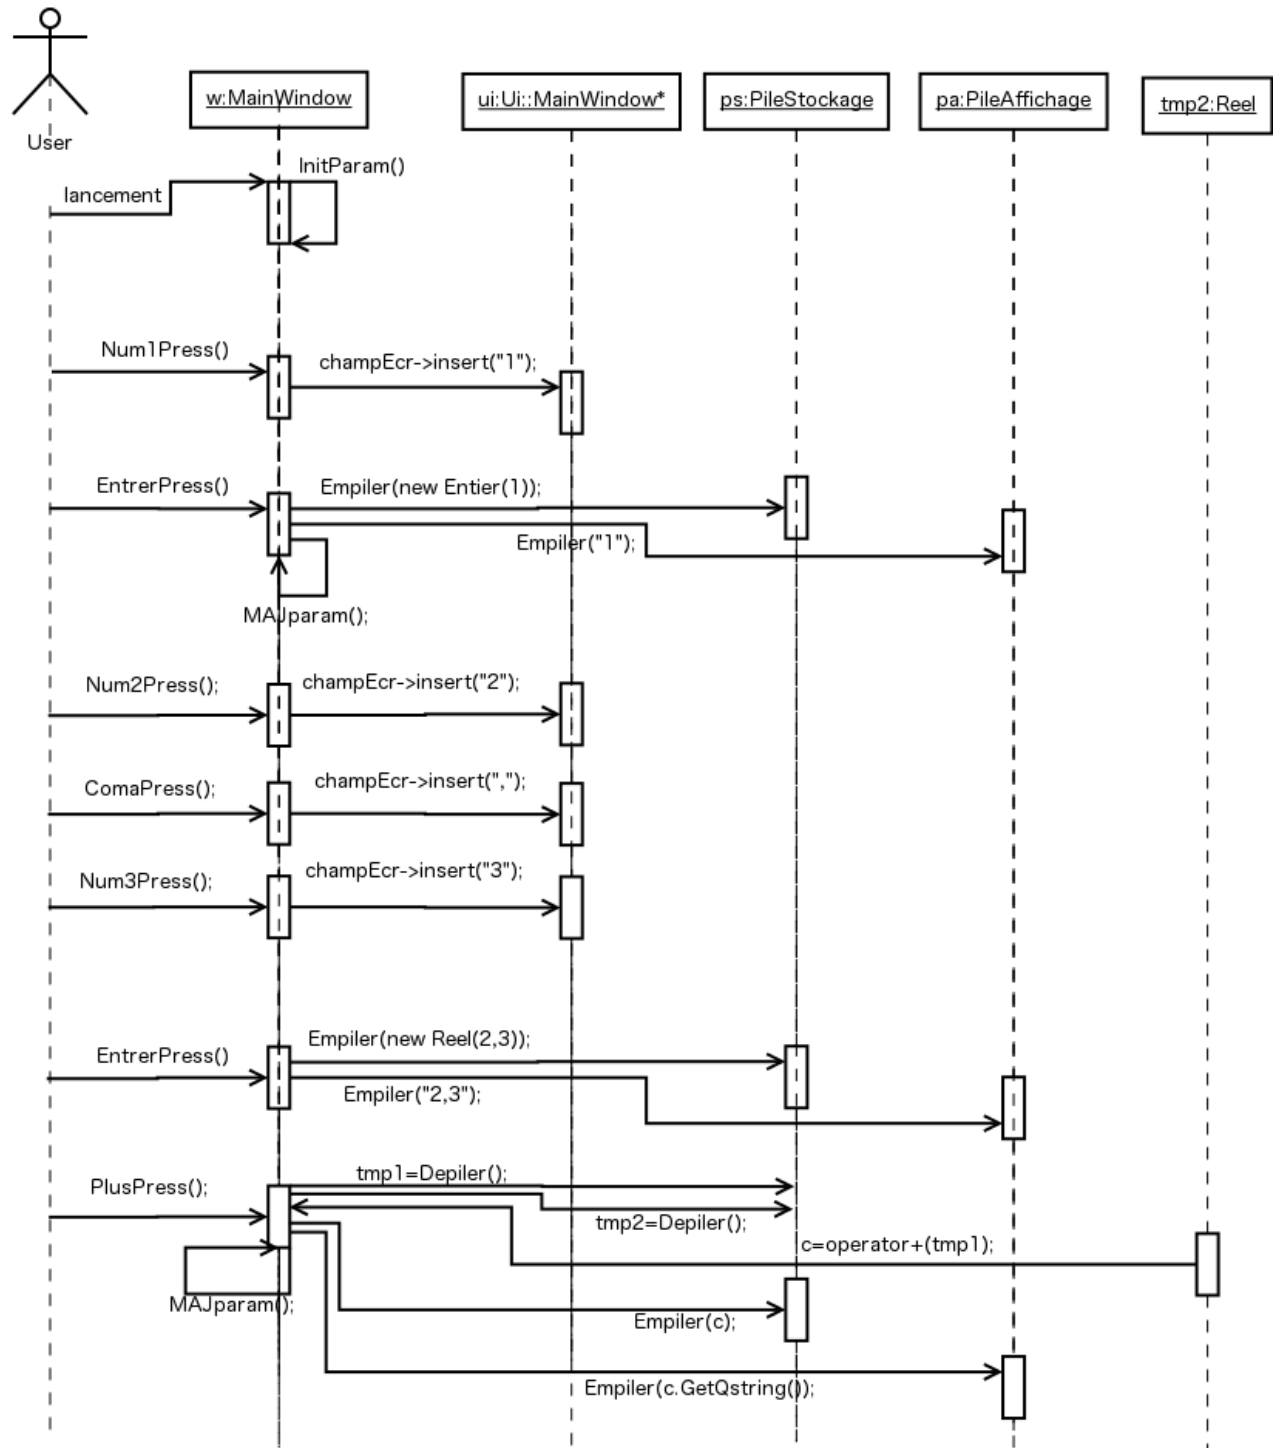 User
w:MainWindow
ui:Ui::MainWindow*
ps:PileStockage
pa:PileAffichage
tmp2:Reel
InitParam()
lancement
Num1Press()
champEcr->insert("1");
EntrerPress()
Empiler(new Entier(1));
Empiler("1");
MAJparam();
Num2Press();
champEcr->insert("2");
ComaPress();
champEcr->insert(",");
Num3Press();
champEcr->insert("3");
EntrerPress()
Empiler(new Reel(2,3));
Empiler("2,3");
PlusPress();
tmp1=Depiler();
tmp2=Depiler();
c=operator+(tmp1);
MAJparam();
Empiler(c);
Empiler(c.GetQstring());